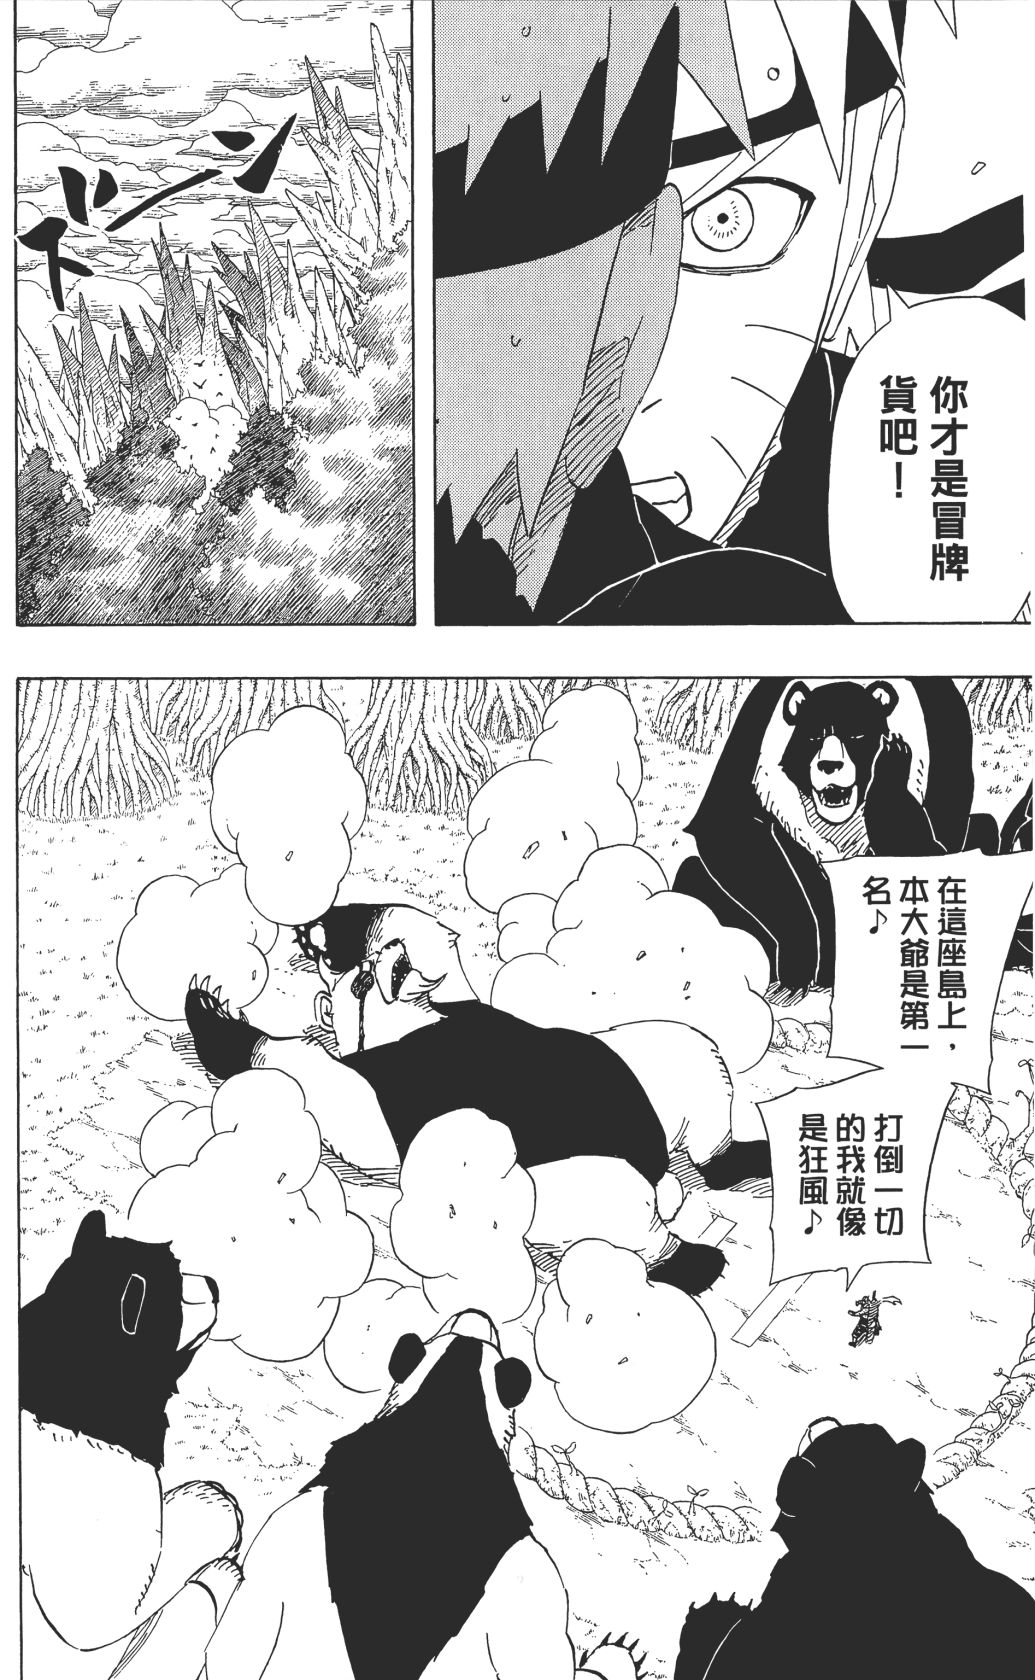 你才是冒牌
貨吧！
ドーン
在這座島上，
本大爺是第一
名♪
打倒一切
的我就像
是狂風♪